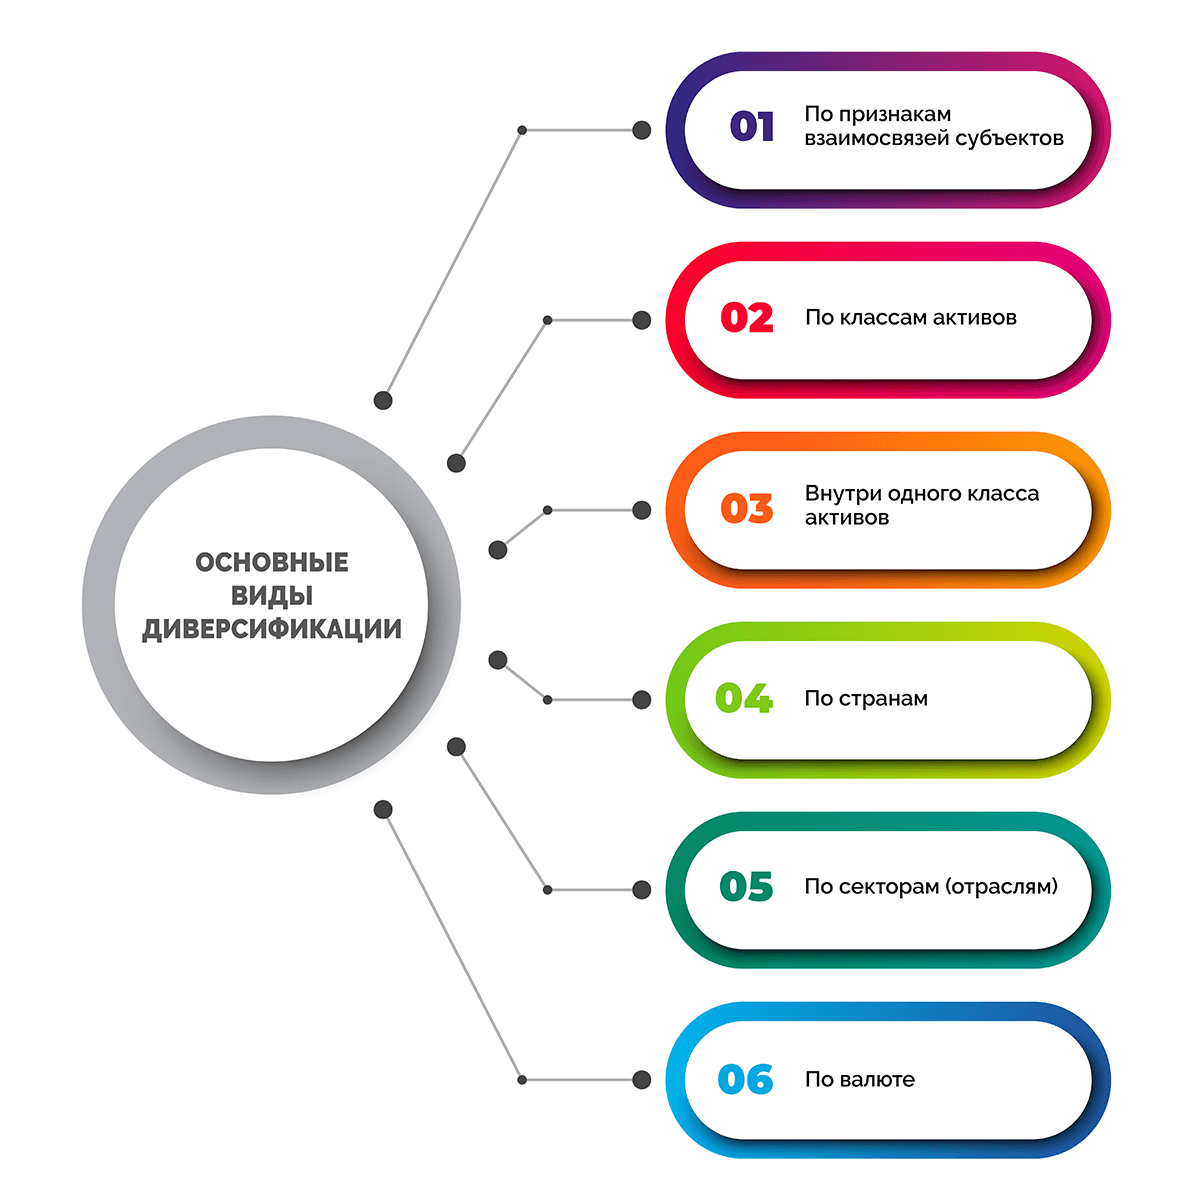 ОСНОВНЫЕ
ВИДЫ
ДИВЕРСИФИКАЦИИ
01
По признакам
взаимосвязей субъектов
02
По классам активов
03
Внутри одного класса
активов
04
По странам
05
По секторам (отраслям)
06
По валюте